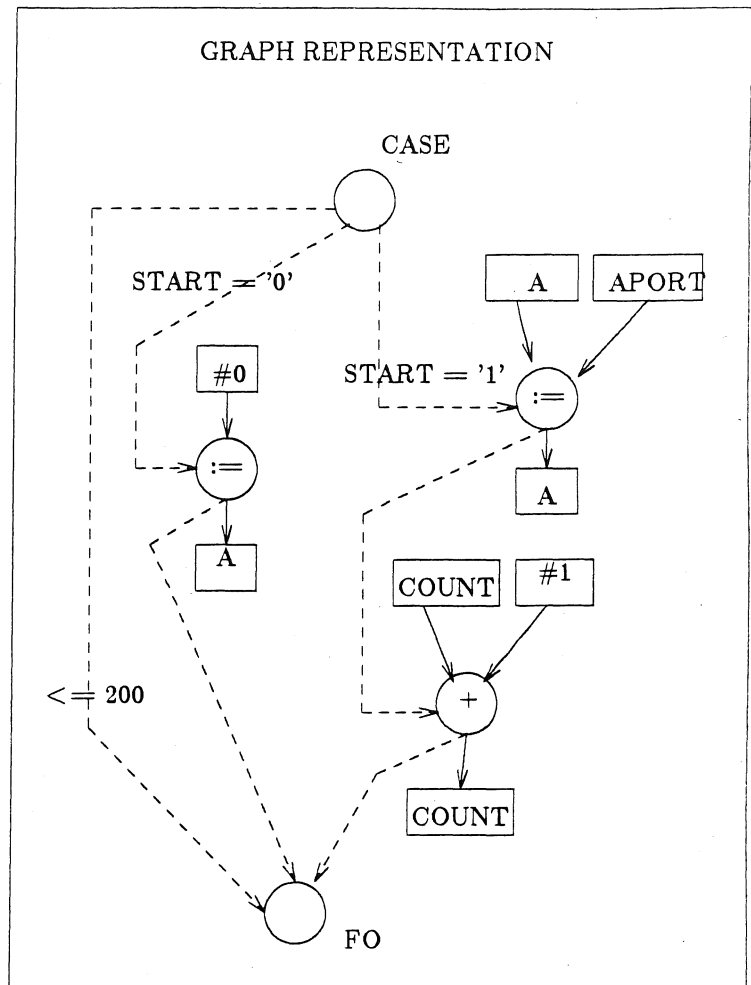 GRAPH REPRESENTATION
CASE
START = '0'
A
APORT
#0
START = '1'
:=
:=
A
A
COUNT
#1
<= 200
+
COUNT
FO